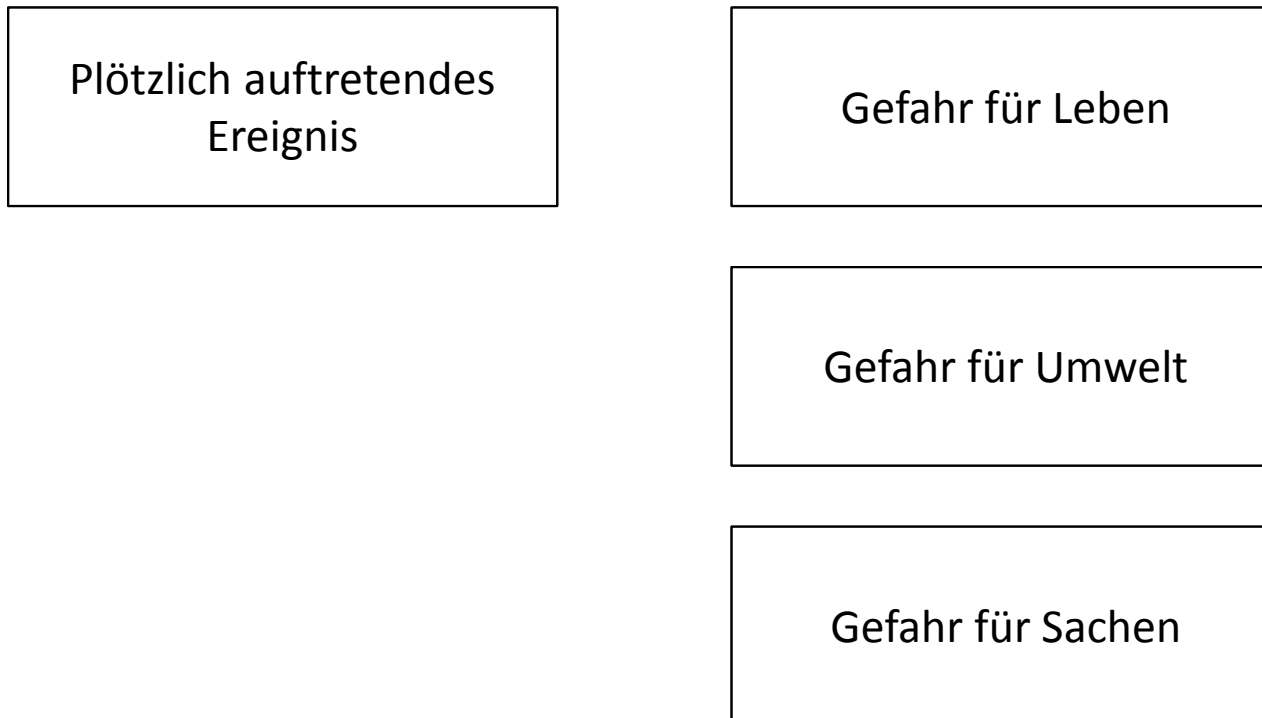 Plötzlich auftretendes
Ereignis
Gefahr für Leben
Gefahr für Umwelt
Gefahr für Sachen